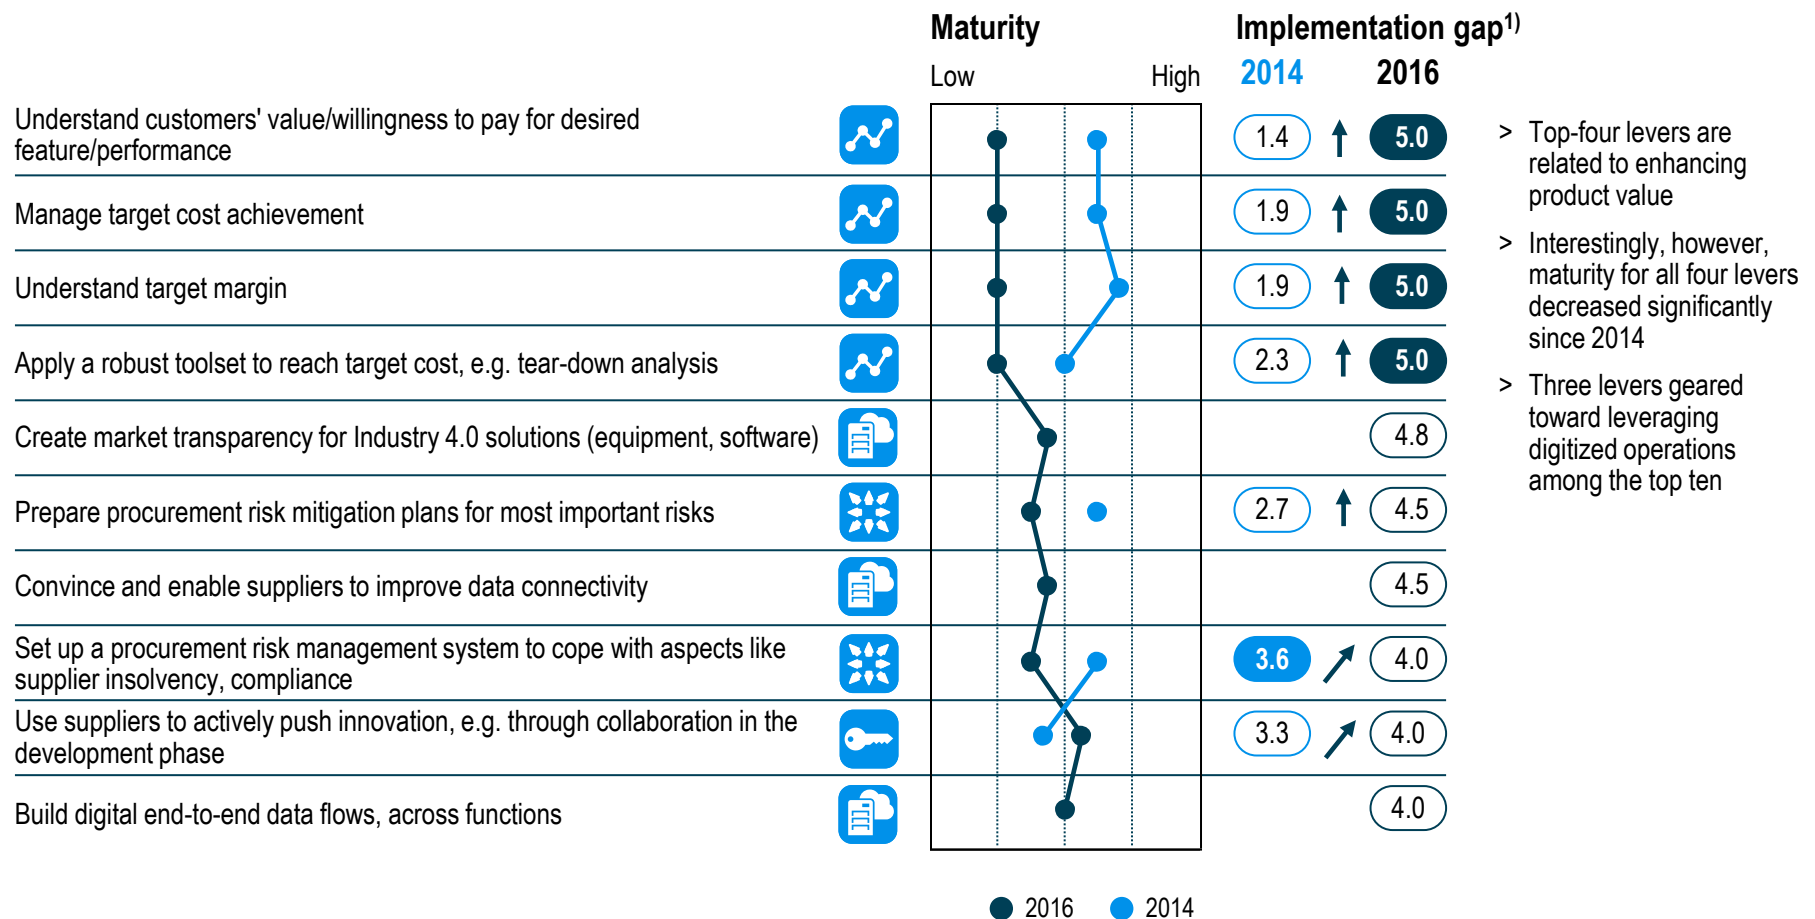 Maturity
Implementation gap1)
Low
High
2014
2016
Understand customers' value/willingness to pay for desired
feature/performance
1.4
5.0
Manage target cost achievement
1.9
5.0
Understand target margin
1.9
5.0
Apply a robust toolset to reach target cost, e.g. tear-down analysis
2.3
5.0
Create market transparency for Industry 4.0 solutions (equipment, software)
4.8
Prepare procurement risk mitigation plans for most important risks
2.7
4.5
Convince and enable suppliers to improve data connectivity
4.5
Set up a procurement risk management system to cope with aspects like
supplier insolvency, compliance
3.6
4.0
Use suppliers to actively push innovation, e.g. through collaboration in the
development phase
3.3
4.0
Build digital end-to-end data flows, across functions
4.0
> Top-four levers are
related to enhancing
product value
> Interestingly, however,
maturity for all four levers
decreased significantly
since 2014
> Three levers geared
toward leveraging
digitized operations
among the top ten
2016
2014